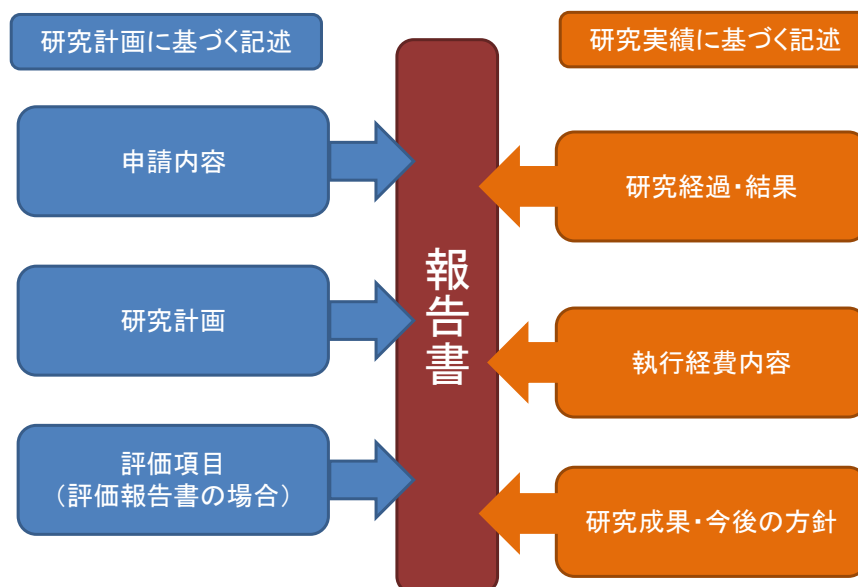 研究計画に基づく記述
申請内容
研究計画
評価項目
（評価報告書の場合）
報告書
研究実績に基づく記述
研究経過・結果
執行経費内容
研究成果・今後の方針